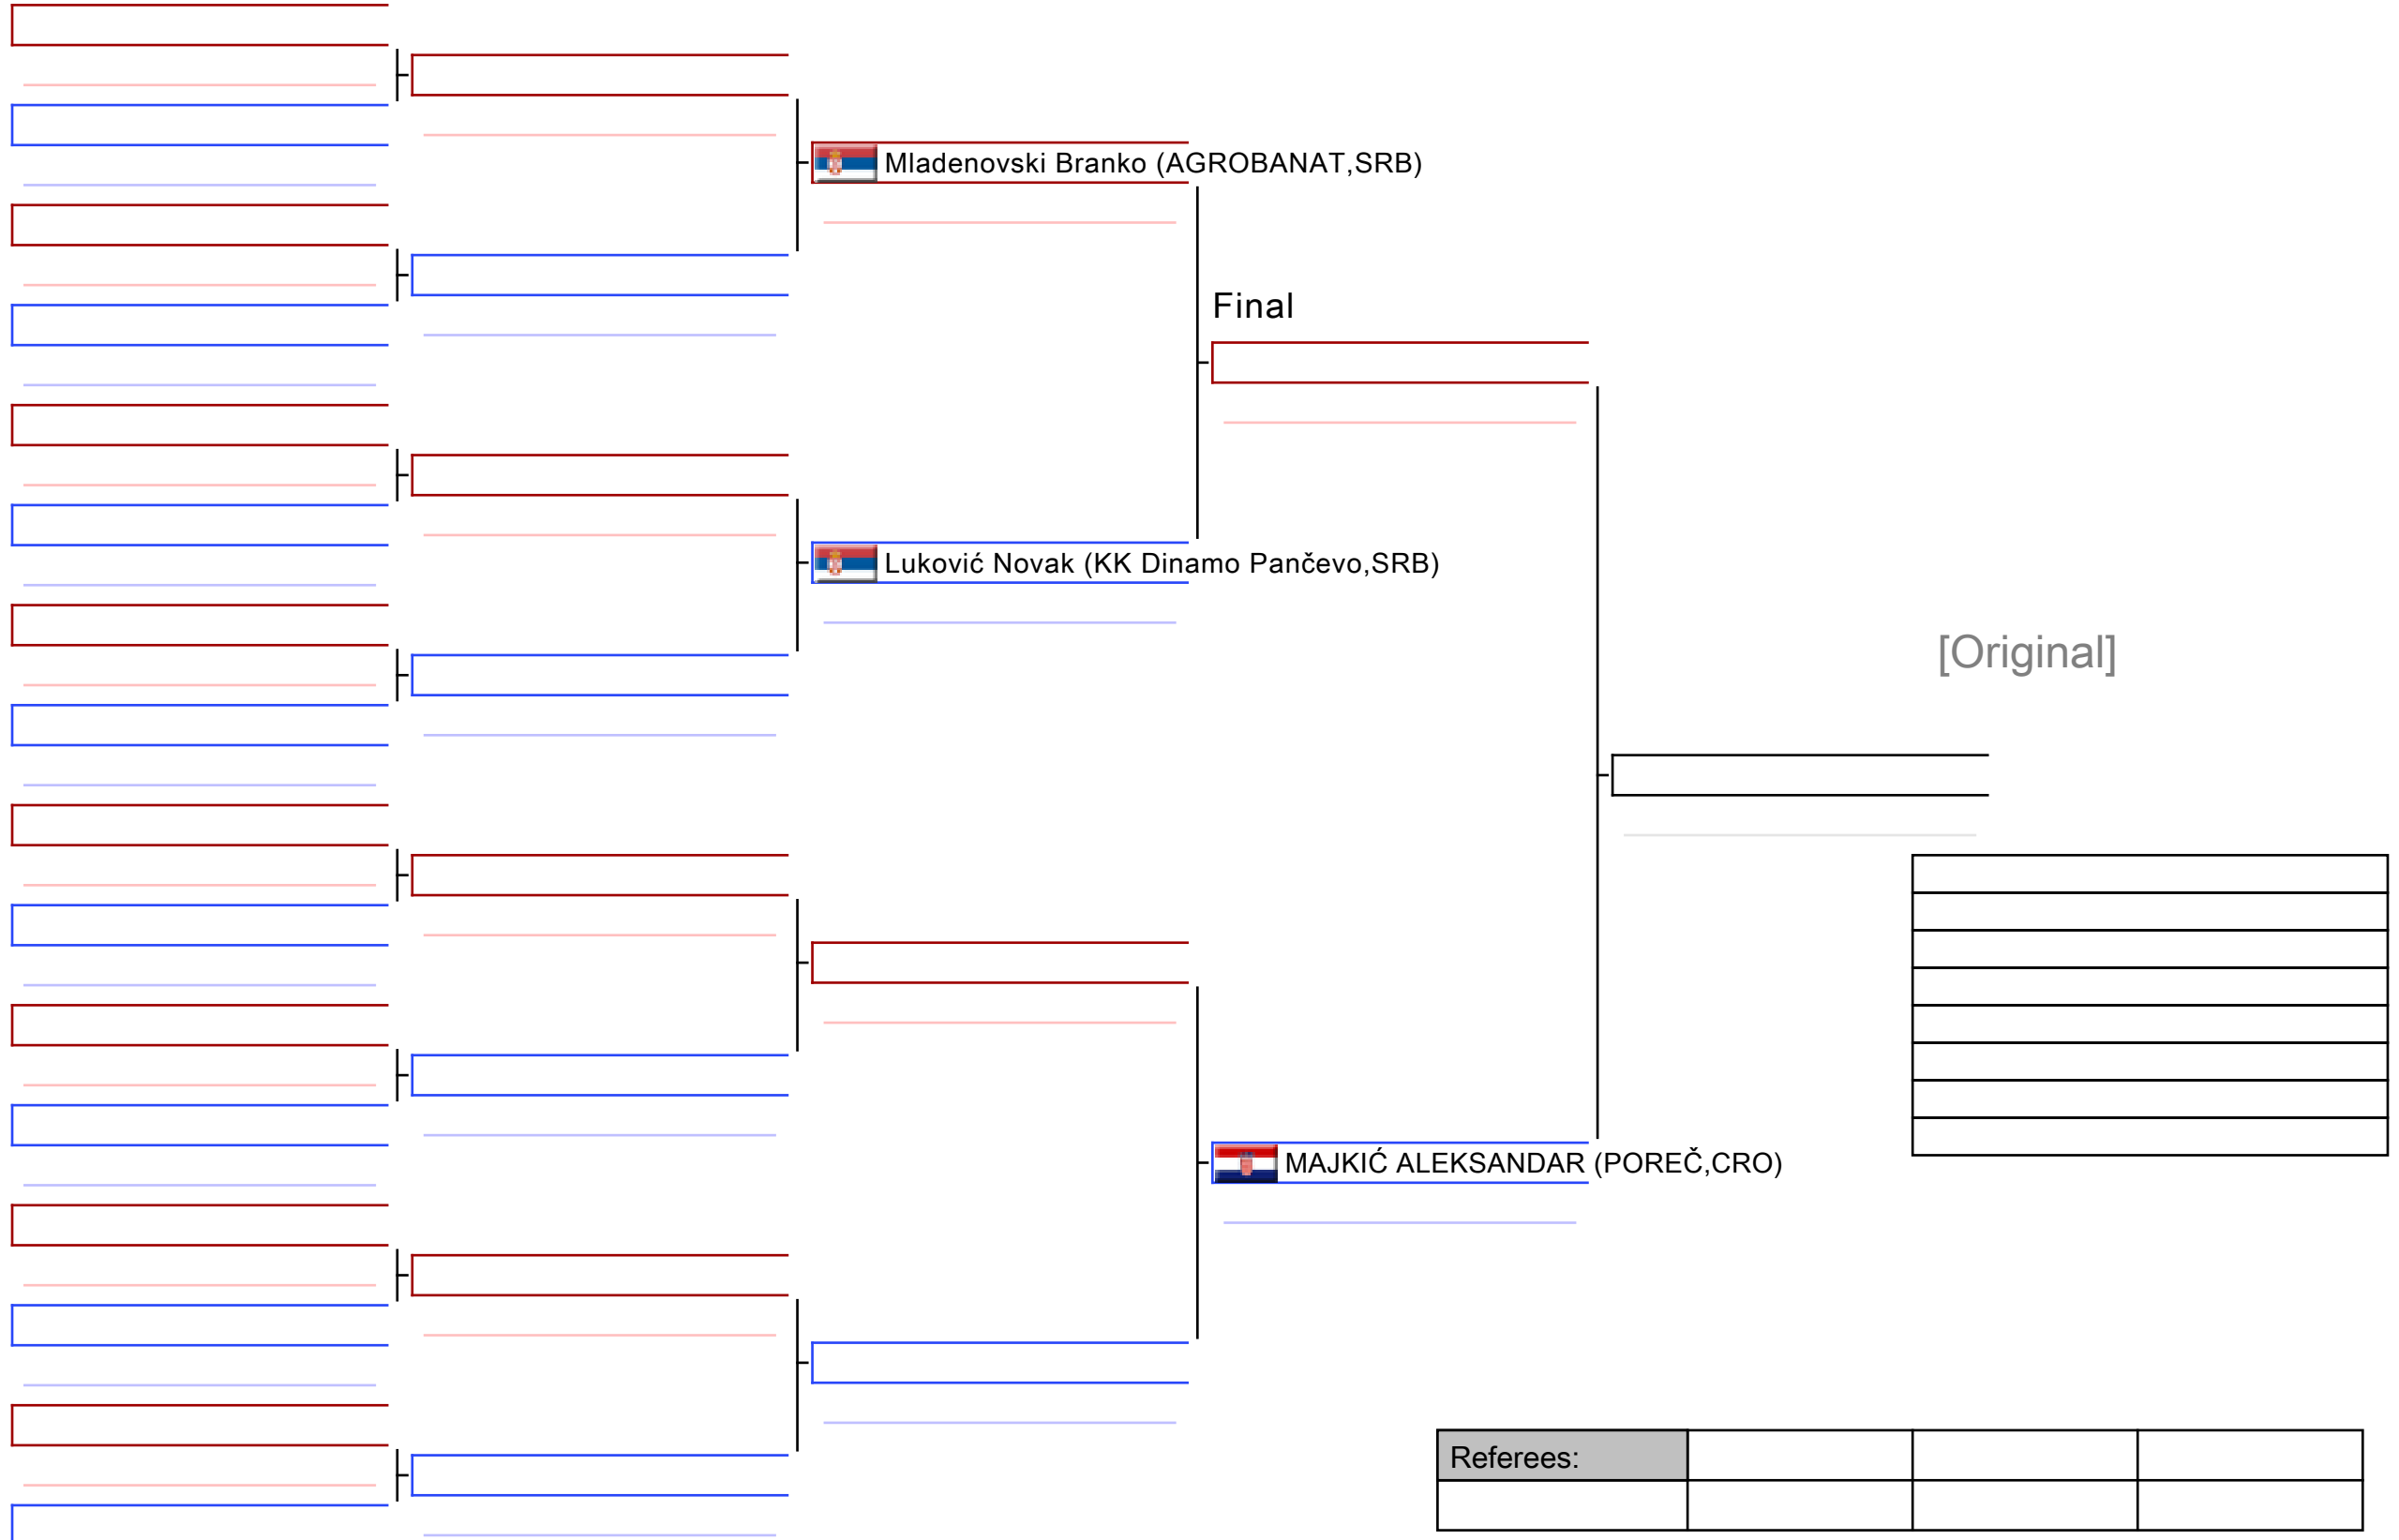 Mladenovski Branko (AGROBANAT,SRB)
Final
Luković Novak (KK Dinamo Pančevo,SRB)
[Original]
MAJKIĆ ALEKSANDAR (POREČ,CRO)
Referees: